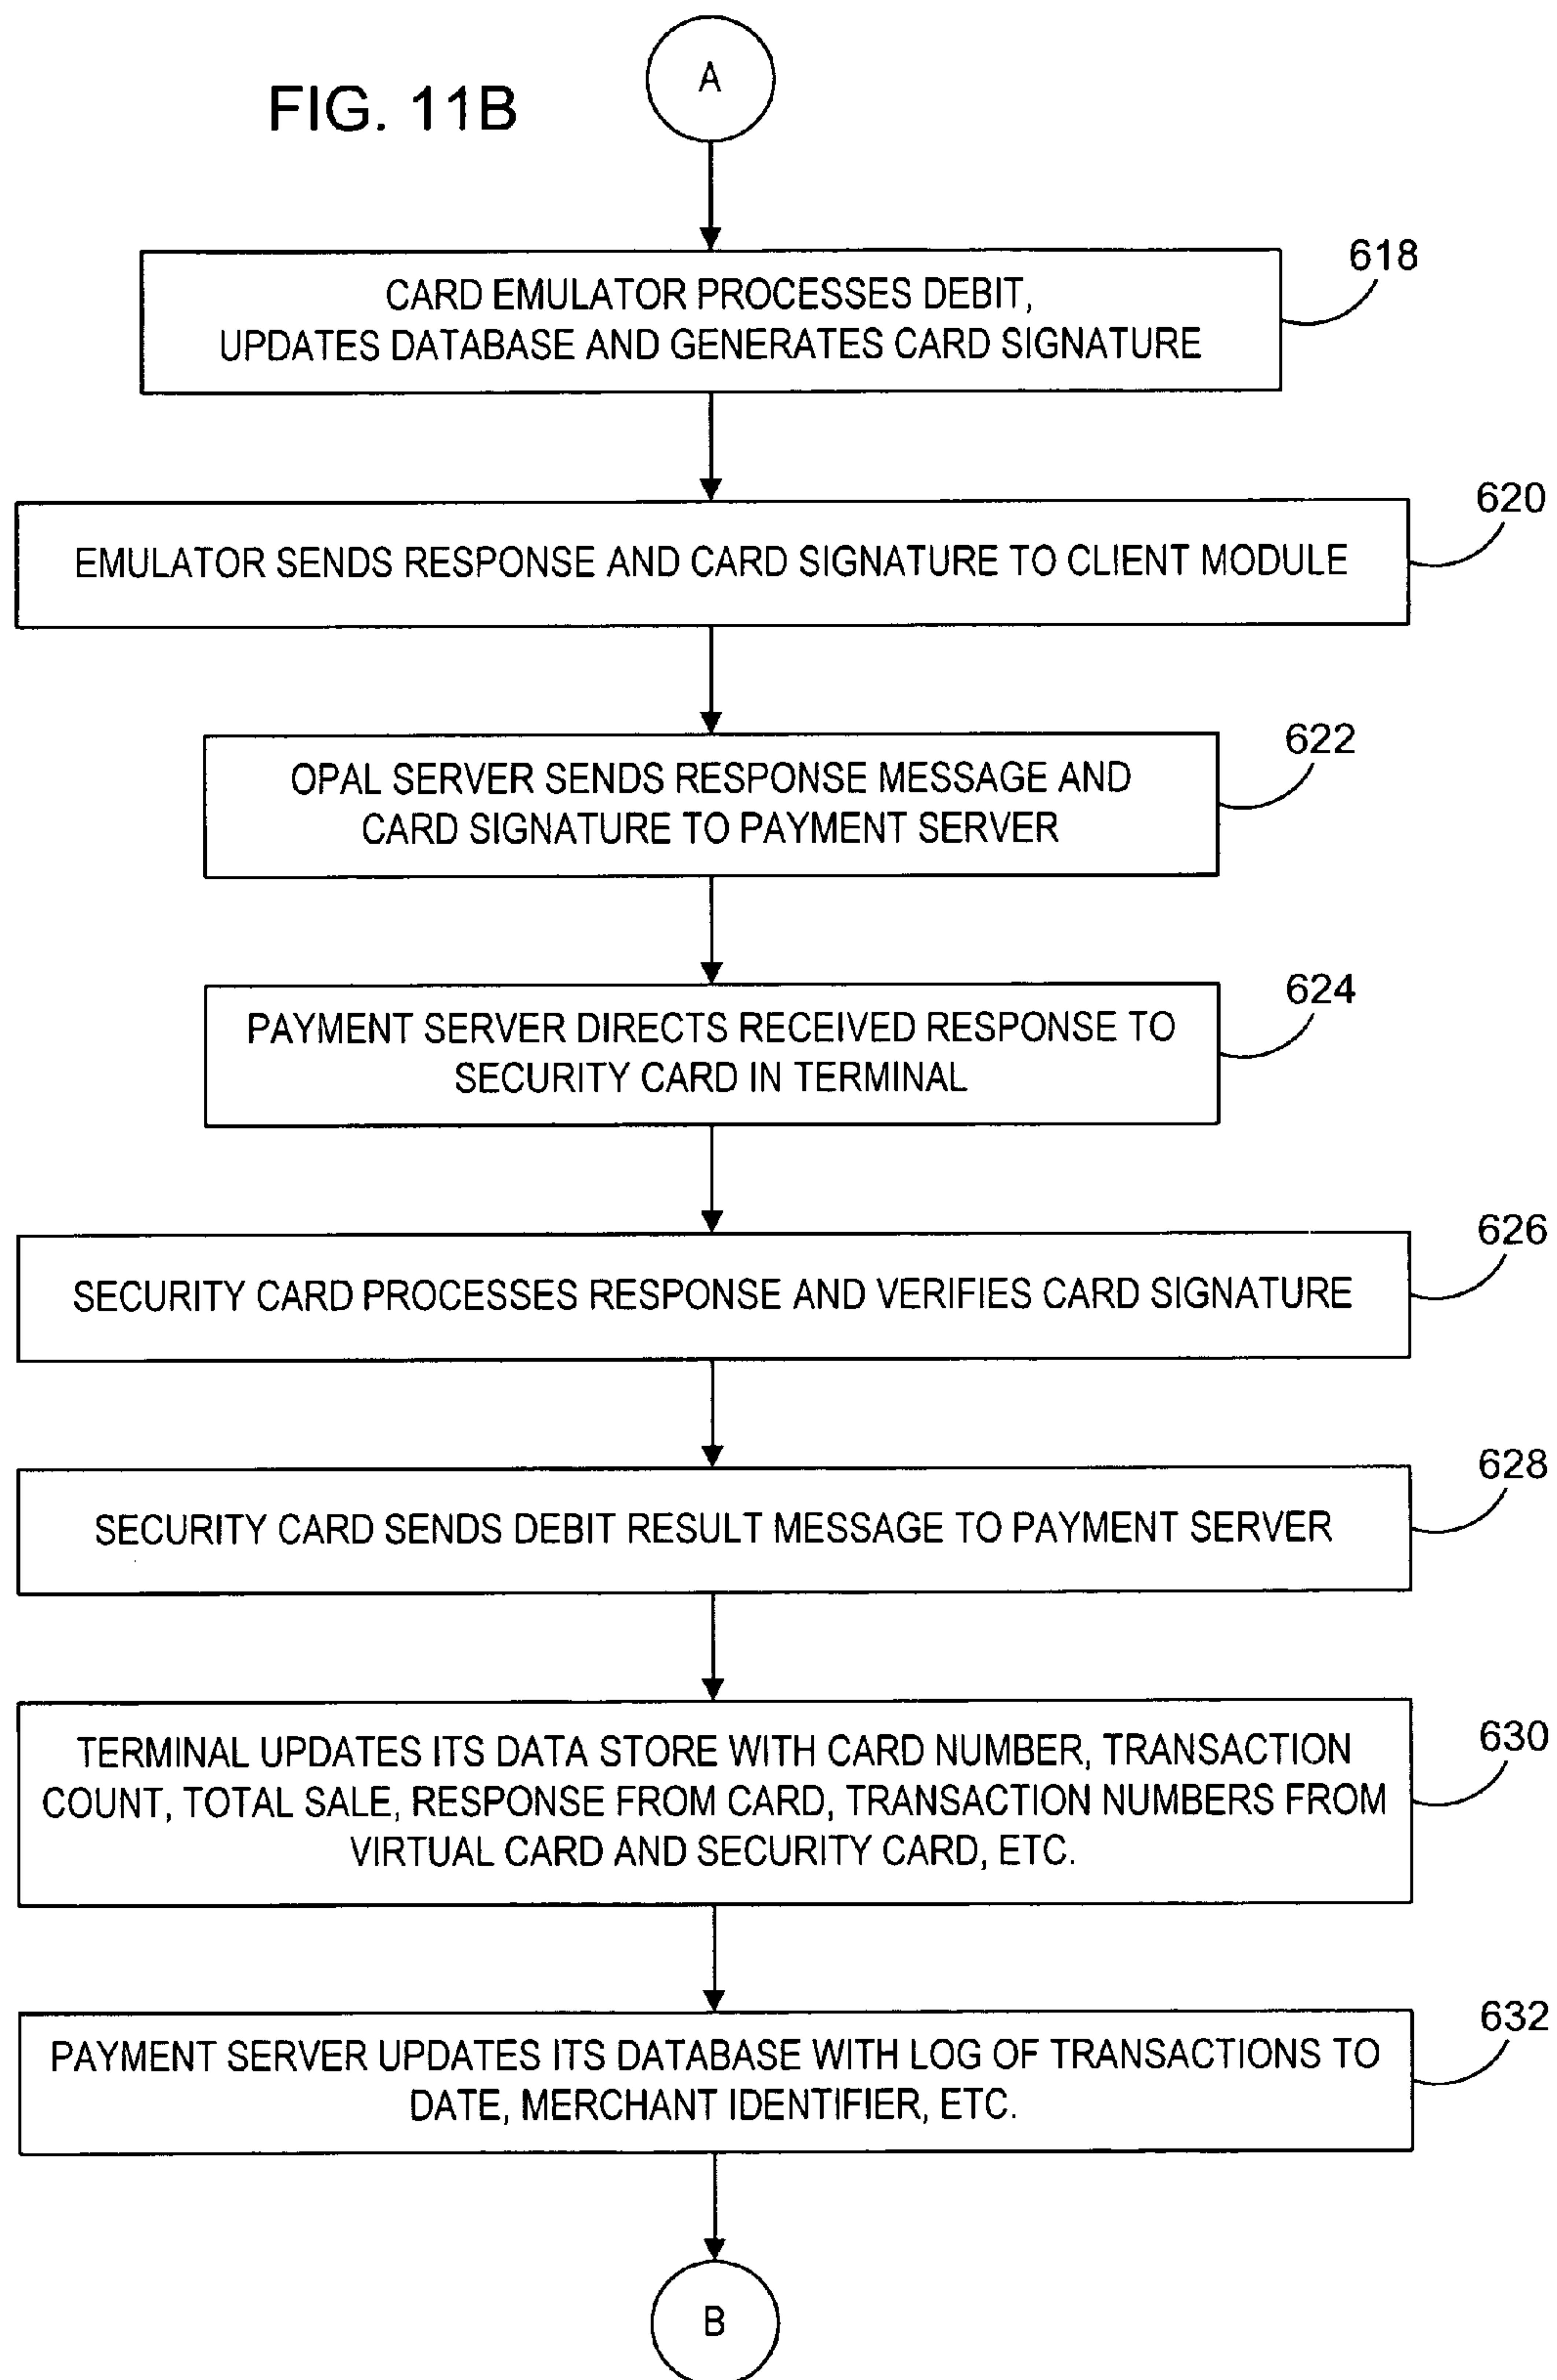 FIG. 11B
A
618
CARD EMULATOR PROCESSES DEBIT,
UPDATES DATABASE AND GENERATES CARD SIGNATURE
620
EMULATOR SENDS RESPONSE AND CARD SIGNATURE TO CLIENT MODULE
622
OPAL SERVER SENDS RESPONSE MESSAGE AND
CARD SIGNATURE TO PAYMENT SERVER
624
PAYMENT SERVER DIRECTS RECEIVED RESPONSE TO
SECURITY CARD IN TERMINAL
626
SECURITY CARD PROCESSES RESPONSE AND VERIFIES CARD SIGNATURE
628
SECURITY CARD SENDS DEBIT RESULT MESSAGE TO PAYMENT SERVER
630
TERMINAL UPDATES ITS DATA STORE WITH CARD NUMBER, TRANSACTION
COUNT, TOTAL SALE, RESPONSE FROM CARD, TRANSACTION NUMBERS FROM
VIRTUAL CARD AND SECURITY CARD, ETC.
632
PAYMENT SERVER UPDATES ITS DATABASE WITH LOG OF TRANSACTIONS TO
DATE, MERCHANT IDENTIFIER, ETC.
B